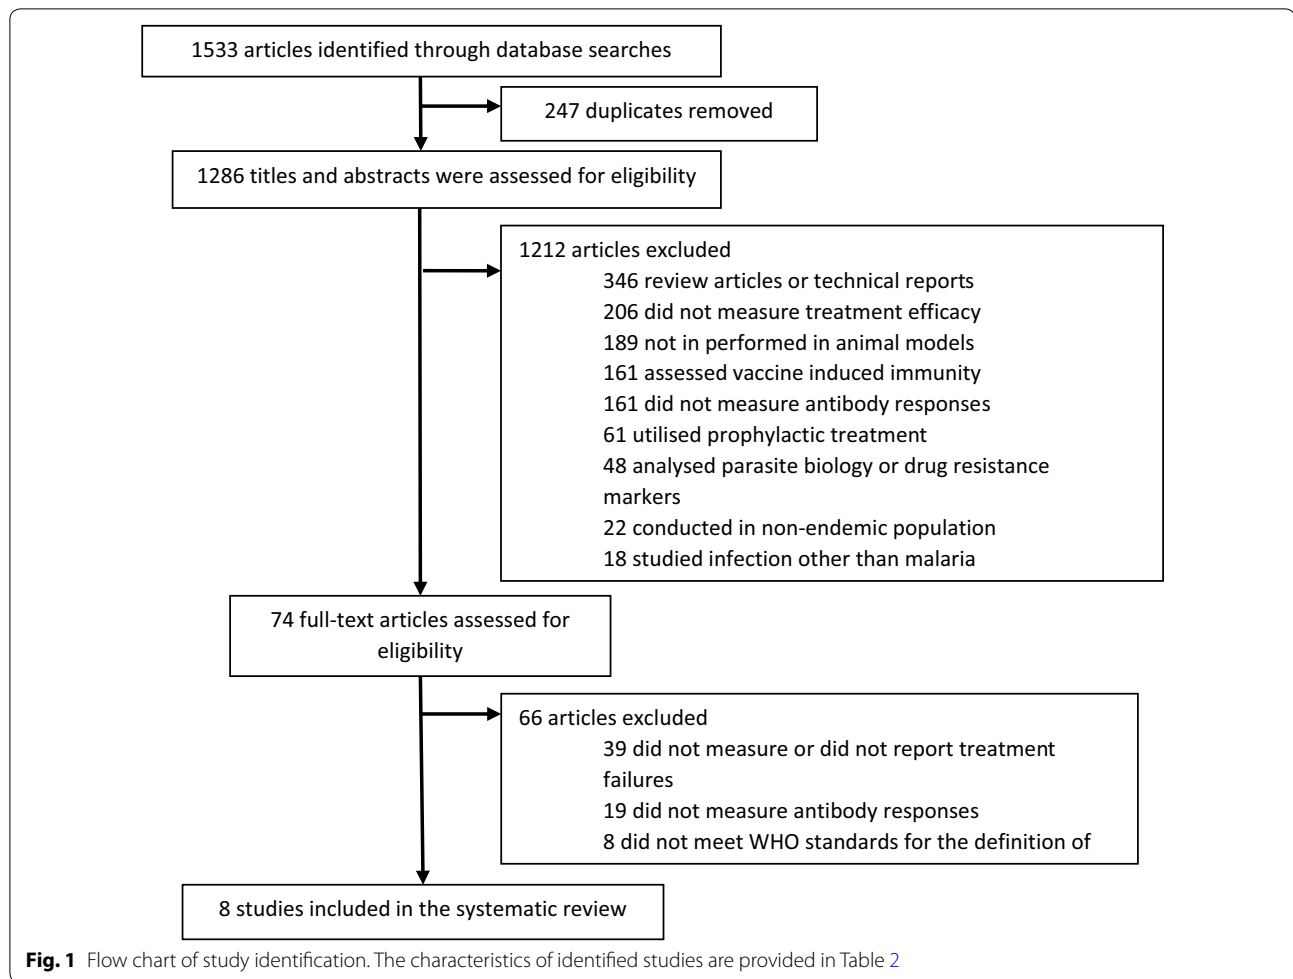 1533 articles identified through database searches
247 duplicates removed
1286 titles and abstracts were assessed for eligibility
1212 articles excluded
346 review articles or technical reports
206 did not measure treatment efficacy
189 not in performed in animal models
161 assessed vaccine induced immunity
161 did not measure antibody responses
61 utilised prophylactic treatment
48 analysed parasite biology or drug resistance
markers
22 conducted in non-endemic population
18 studied infection other than malaria
74 full-text articles assessed for
eligibility
66 articles excluded
39 did not measure or did not report treatment
failures
19 did not measure antibody responses
8 did not meet WHO standards for the definition of
8 studies included in the systematic review
Fig. 1 Flow chart of study identification. The characteristics of identified studies are provided in Table 2